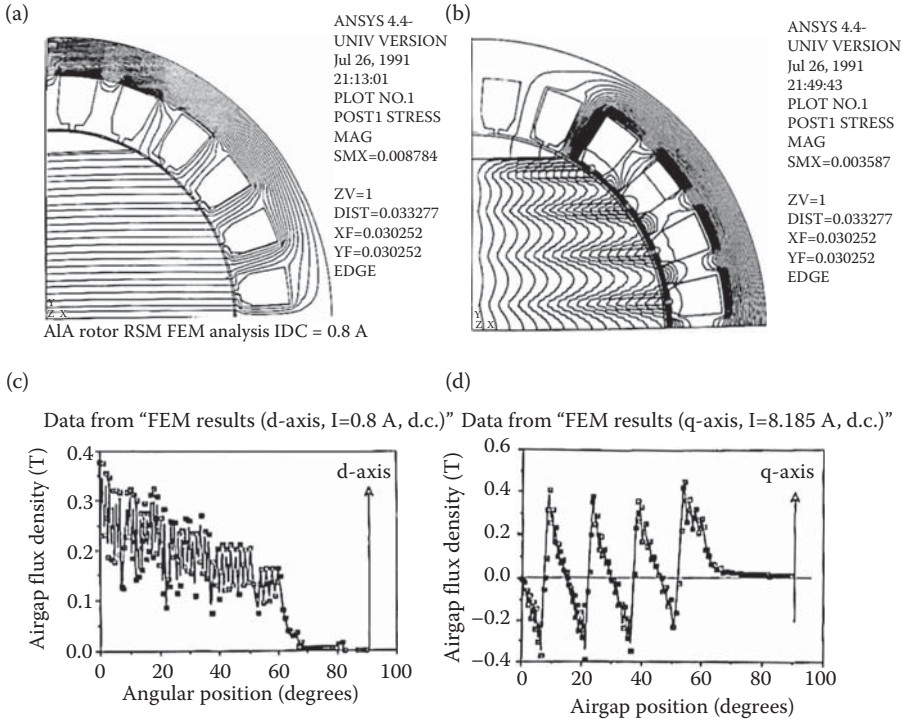 (a)
ANSYS 4.4-
UNIV VERSION
Jul 26, 1991
21:13:01
PLOT NO.1
POST1 STRESS
MAG
SMX=0.008784
ZV=1
DIST=0.033277
XF=0.030252
YF=0.030252
EDGE
Y
Z X
AlA rotor RSM FEM analysis IDC = 0.8 A
(b)
ANSYS 4.4-
UNIV VERSION
Jul 26, 1991
21:49:43
PLOT NO.1
POST1 STRESS
MAG
SMX=0.003587
ZV=1
DIST=0.033277
XF=0.030252
YF=0.030252
EDGE
Y
Z X
(c)
Data from “FEM results (d-axis, I=0.8 A, d.c.)”
Airgap flux density (T)
0.4
0.3
0.2
0.1
0.0
d-axis
0 20 40 60 80 100
Angular position (degrees)
(d)
Data from “FEM results (q-axis, I=8.185 A, d.c.)”
Airgap flux density (T)
0.6
0.4
0.2
0.0
−0.2
−0.4
q-axis
0 20 40 60 80 100
Airgap position (degrees)